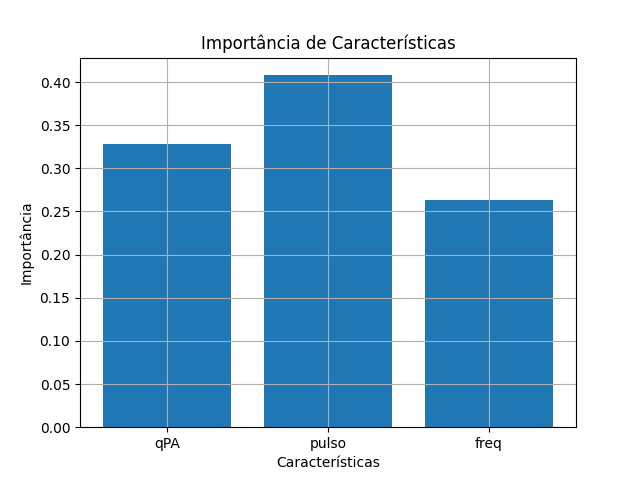 Importância de Características
0.40
0.35
0.30
0.25
0.20
0.15
0.10
0.05
0.00
Importância
qPA
pulso
freq
Características